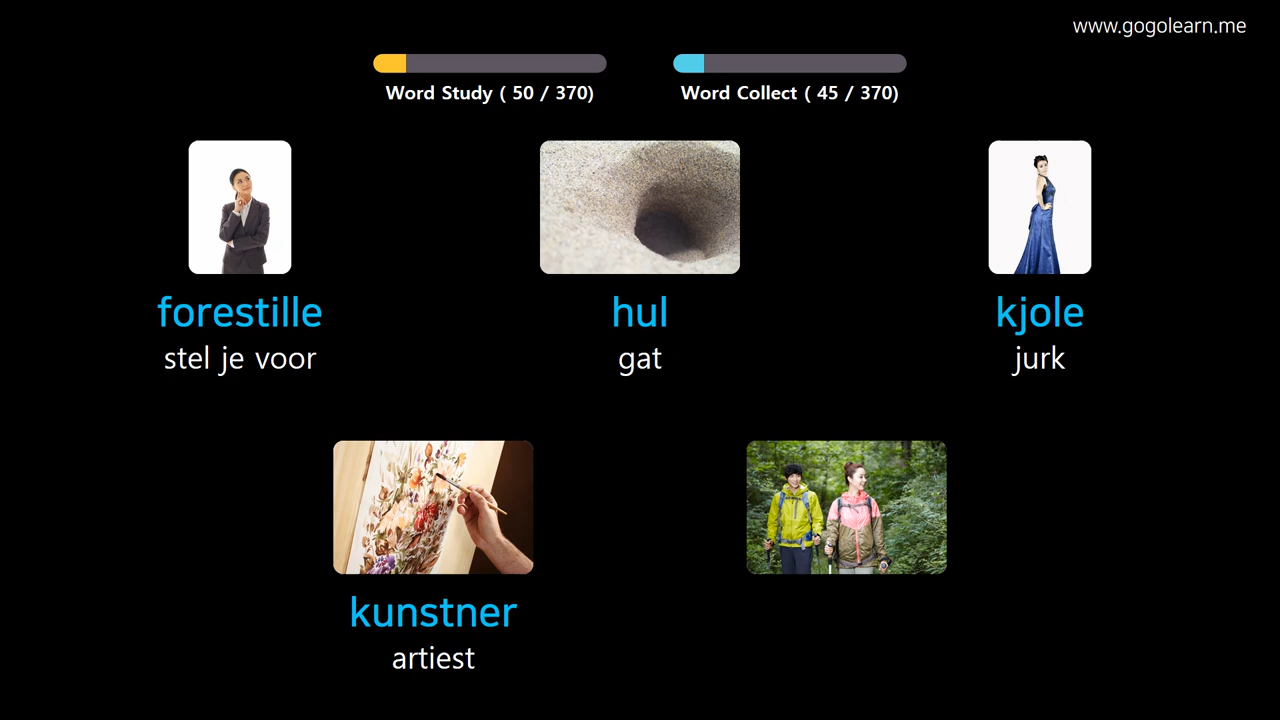 www.gogolearn.me
Word Study ( 50 / 370)
Word Collect ( 45 / 370)
forestille
stel je voor
hul
gat
kjole
jurk
kunstner
artiest